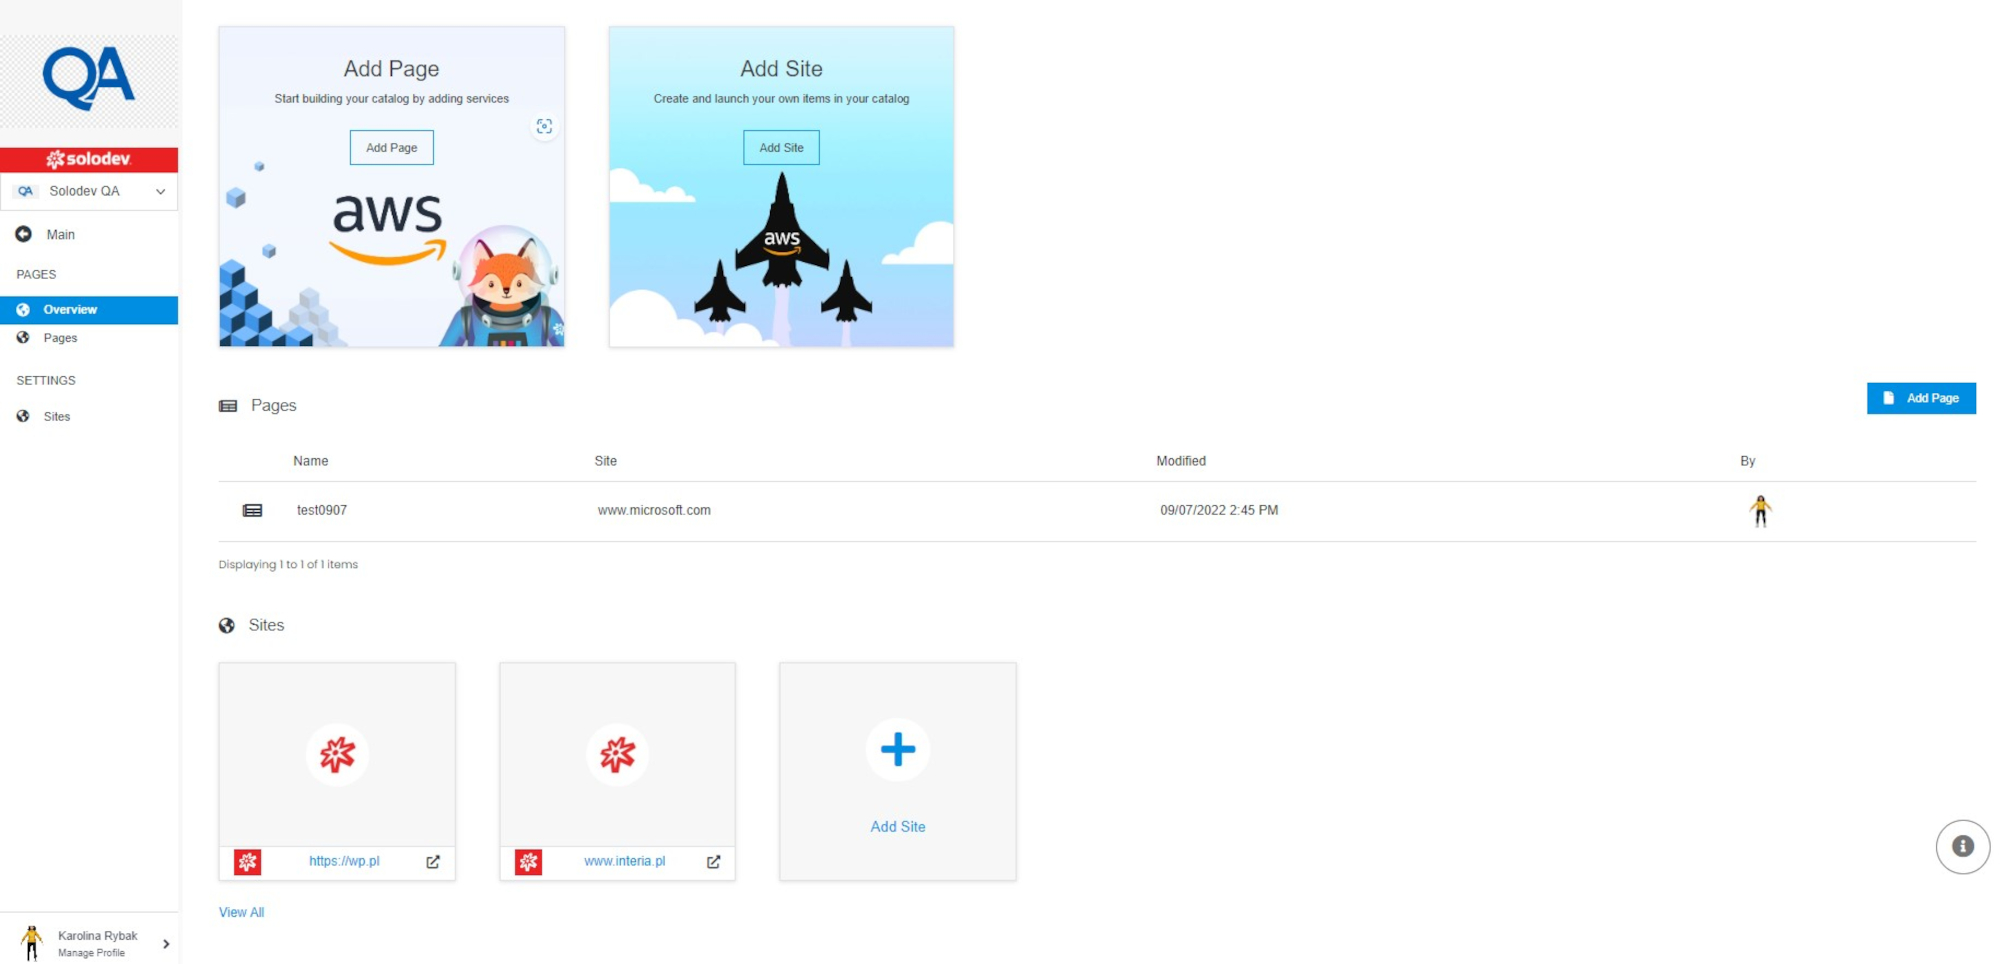 QA
solodev
QA Solodev QA
Main
PAGES
Overview
Pages
SETTINGS
Sites
Karolina Rybak
Manage Profile
Add Page
Start building your catalog by adding services
Add Page
aws
Add Site
Create and launch your own items in your catalog
Add Site
aws
Pages
Add Page
Name Site Modified By
test0907 www.microsoft.com 09/07/2022 2:45 PM
Displaying 1 to 1 of 1 items
Sites
https://wp.pl
www.interia.pl
Add Site
View All